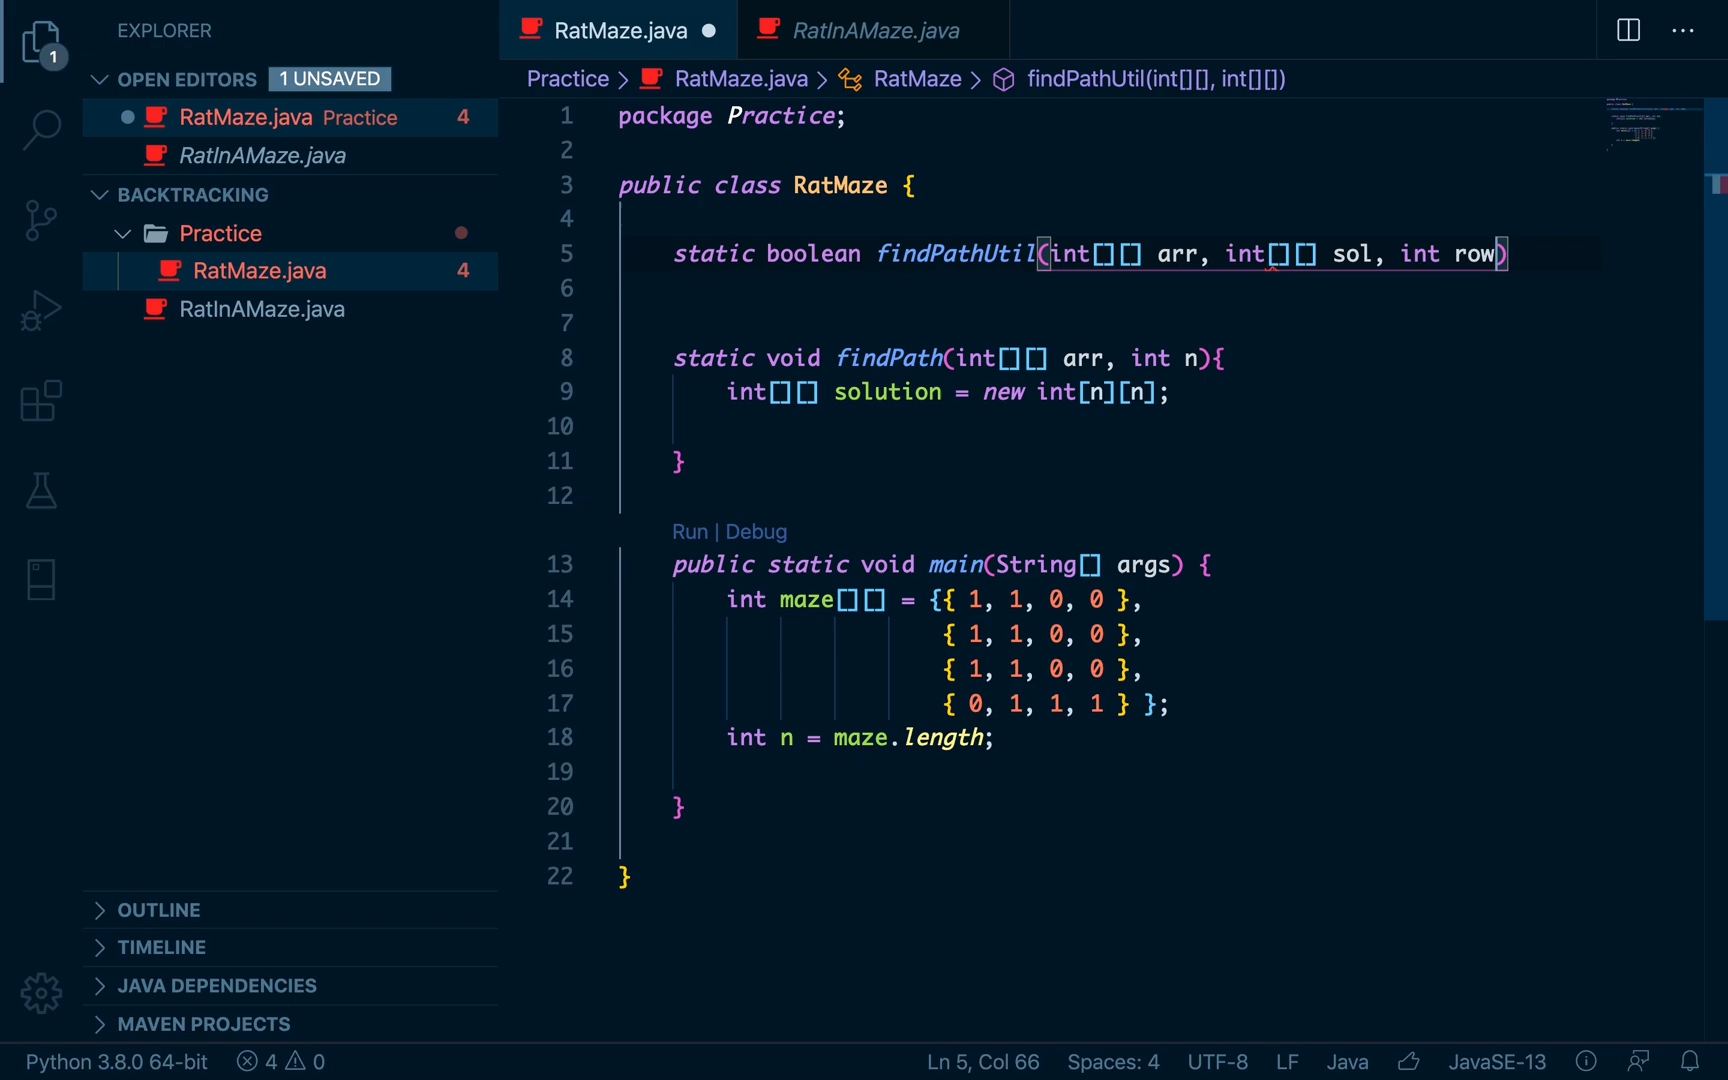 EXPLORER
1
OPEN EDITORS 1 UNSAVED
RatMaze.java Practice 4
RatInAMaze.java
BACKTRACKING
Practice
RatMaze.java 4
RatInAMaze.java
OUTLINE
TIMELINE
JAVA DEPENDENCIES
MAVEN PROJECTS
RatMaze.java RatInAMaze.java
Practice > RatMaze.java > RatMaze > findPathUtil(int[][], int[][])
1 package Practice;
2
3 public class RatMaze {
4
5 static boolean findPathUtil(int[][] arr, int[][] sol, int row)
6
7
8 static void findPath(int[][] arr, int n){
9 int[][] solution = new int[n][n];
10
11 }
12
Run | Debug
13 public static void main(String[] args) {
14 int maze[][] = {{ 1, 1, 0, 0 },
15 { 1, 1, 0, 0 },
16 { 1, 1, 0, 0 },
17 { 0, 1, 1, 1 } };
18 int n = maze.length;
19
20 }
21
22 }
Python 3.8.0 64-bit 4 0 Ln 5, Col 66 Spaces: 4 UTF-8 LF Java JavaSE-13